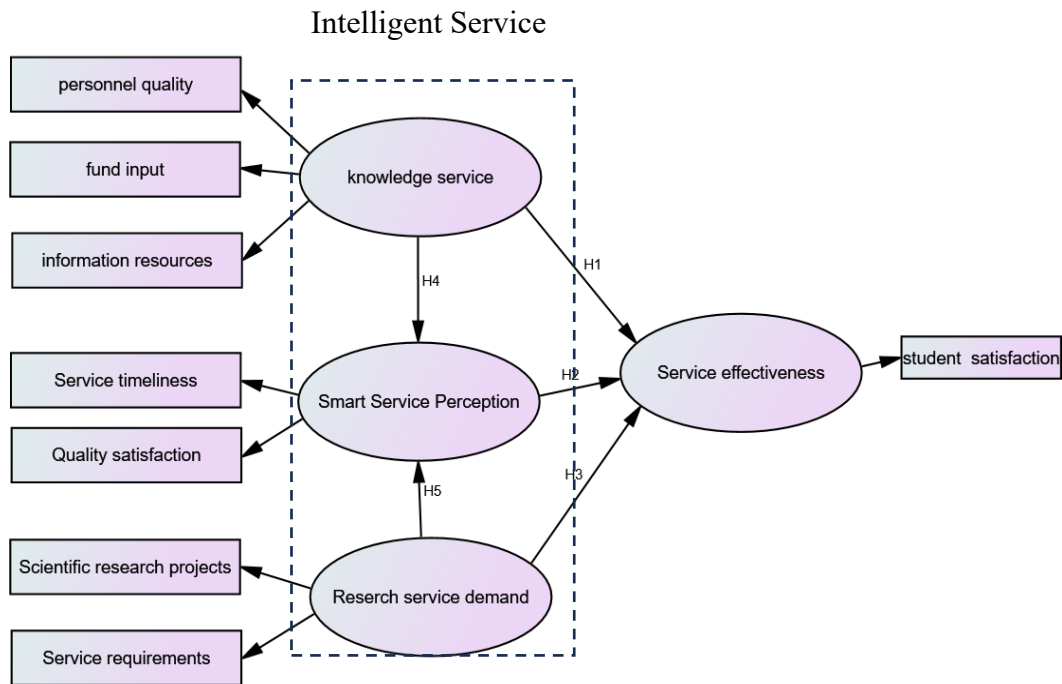 Intelligent Service
personnel quality
fund input
information resources
Service timeliness
Quality satisfaction
Scientific research projects
Service requirements
knowledge service
H4
Smart Service Perception
H5
Reserch service demand
H1
H2
H3
Service effectiveness
student satisfaction